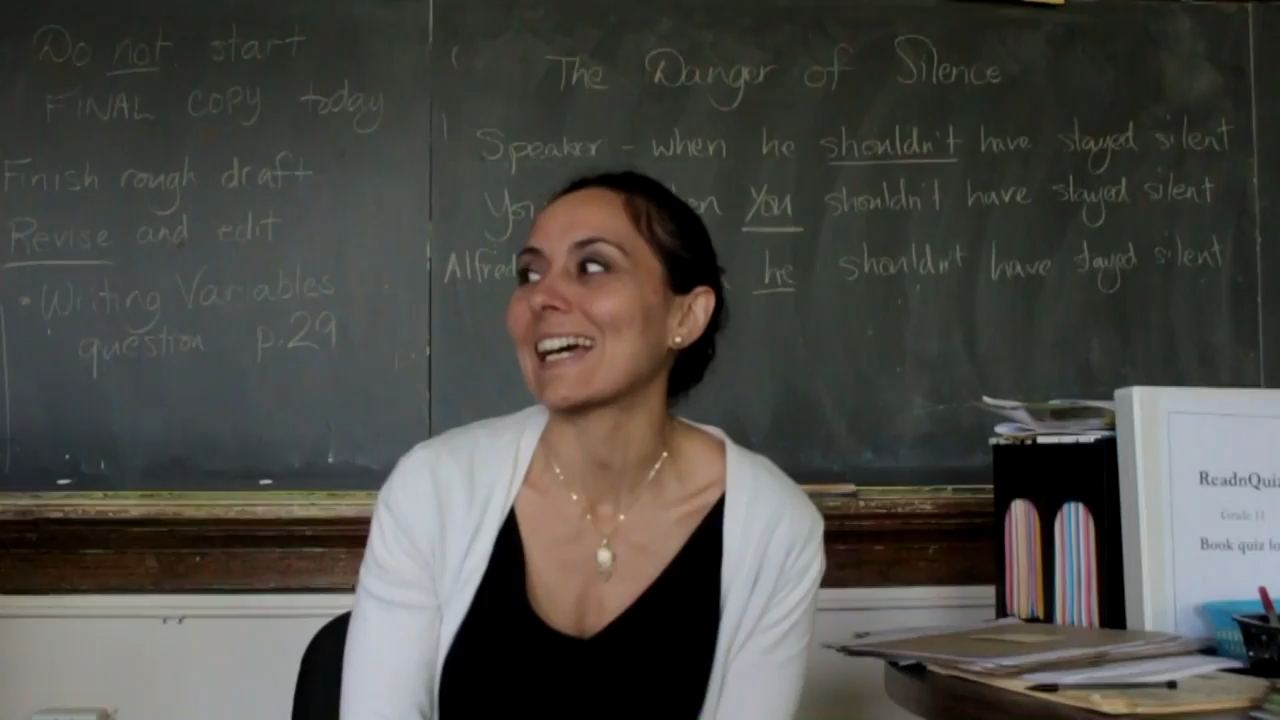 Do not start
FINAL COPY today
Finish rough draft
Revise and edit
• Writing Variables
question p.29
The Danger of Silence
Speaker - when he shouldn't have stayed silent
You shouldn't have stayed silent
Alfred he shouldn't have stayed silent
ReadnQuiz
Grade 11
Book quiz